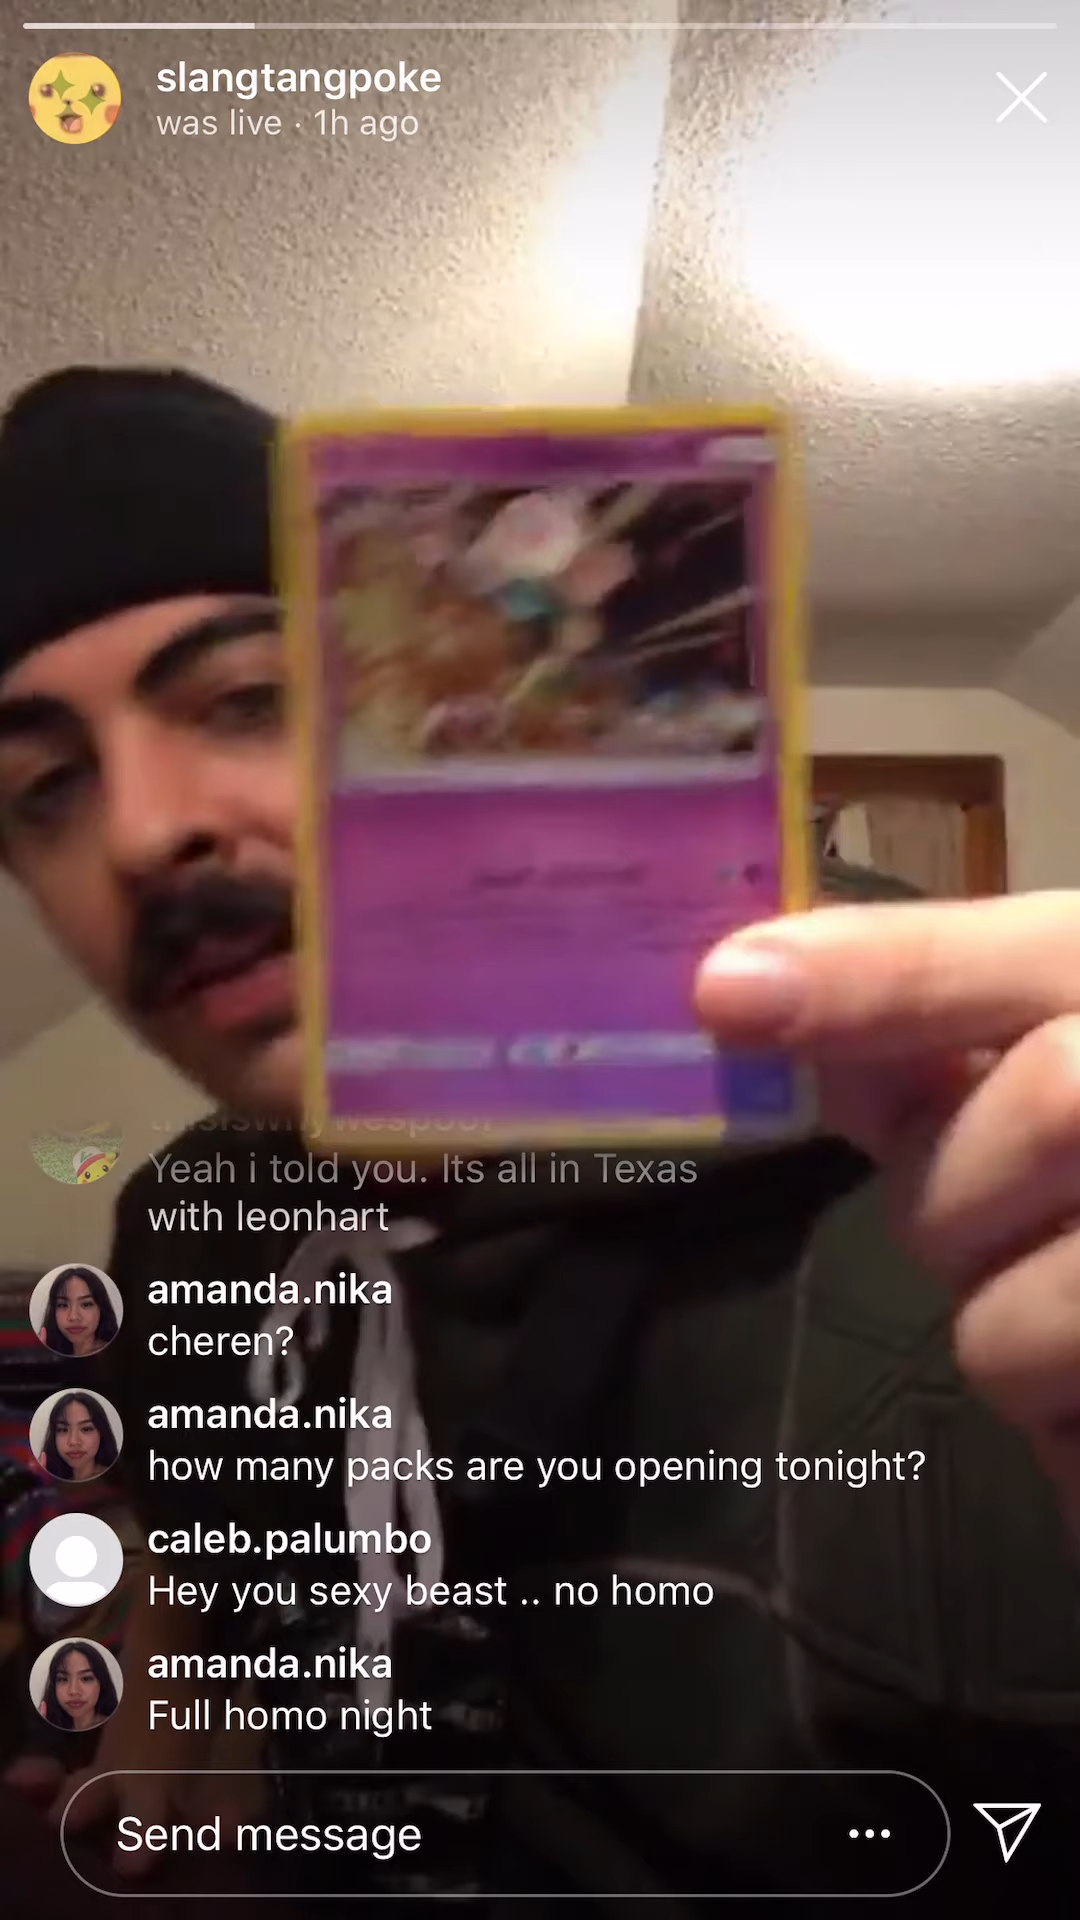 slangtangpoke
was live · 1h ago
thisiswhywespoof
Yeah i told you. Its all in Texas
with leonhart
amanda.nika
cheren?
amanda.nika
how many packs are you opening tonight?
caleb.palumbo
Hey you sexy beast .. no homo
amanda.nika
Full homo night
Send message